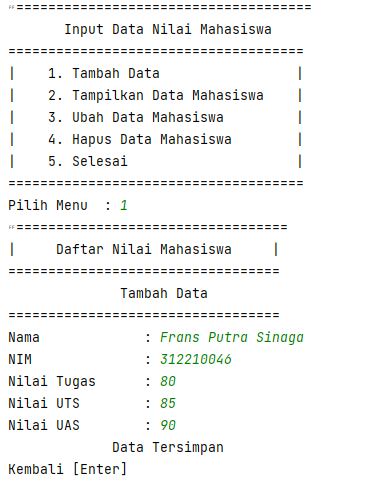 =====================================
Input Data Nilai Mahasiswa
=====================================
| 1. Tambah Data |
| 2. Tampilkan Data Mahasiswa |
| 3. Ubah Data Mahasiswa |
| 4. Hapus Data Mahasiswa |
| 5. Selesai |
=====================================
Pilih Menu : 1
==================================
| Daftar Nilai Mahasiswa |
==================================
Tambah Data
==================================
Nama : Frans Putra Sinaga
NIM : 312210046
Nilai Tugas : 80
Nilai UTS : 85
Nilai UAS : 90
Data Tersimpan
Kembali [Enter]